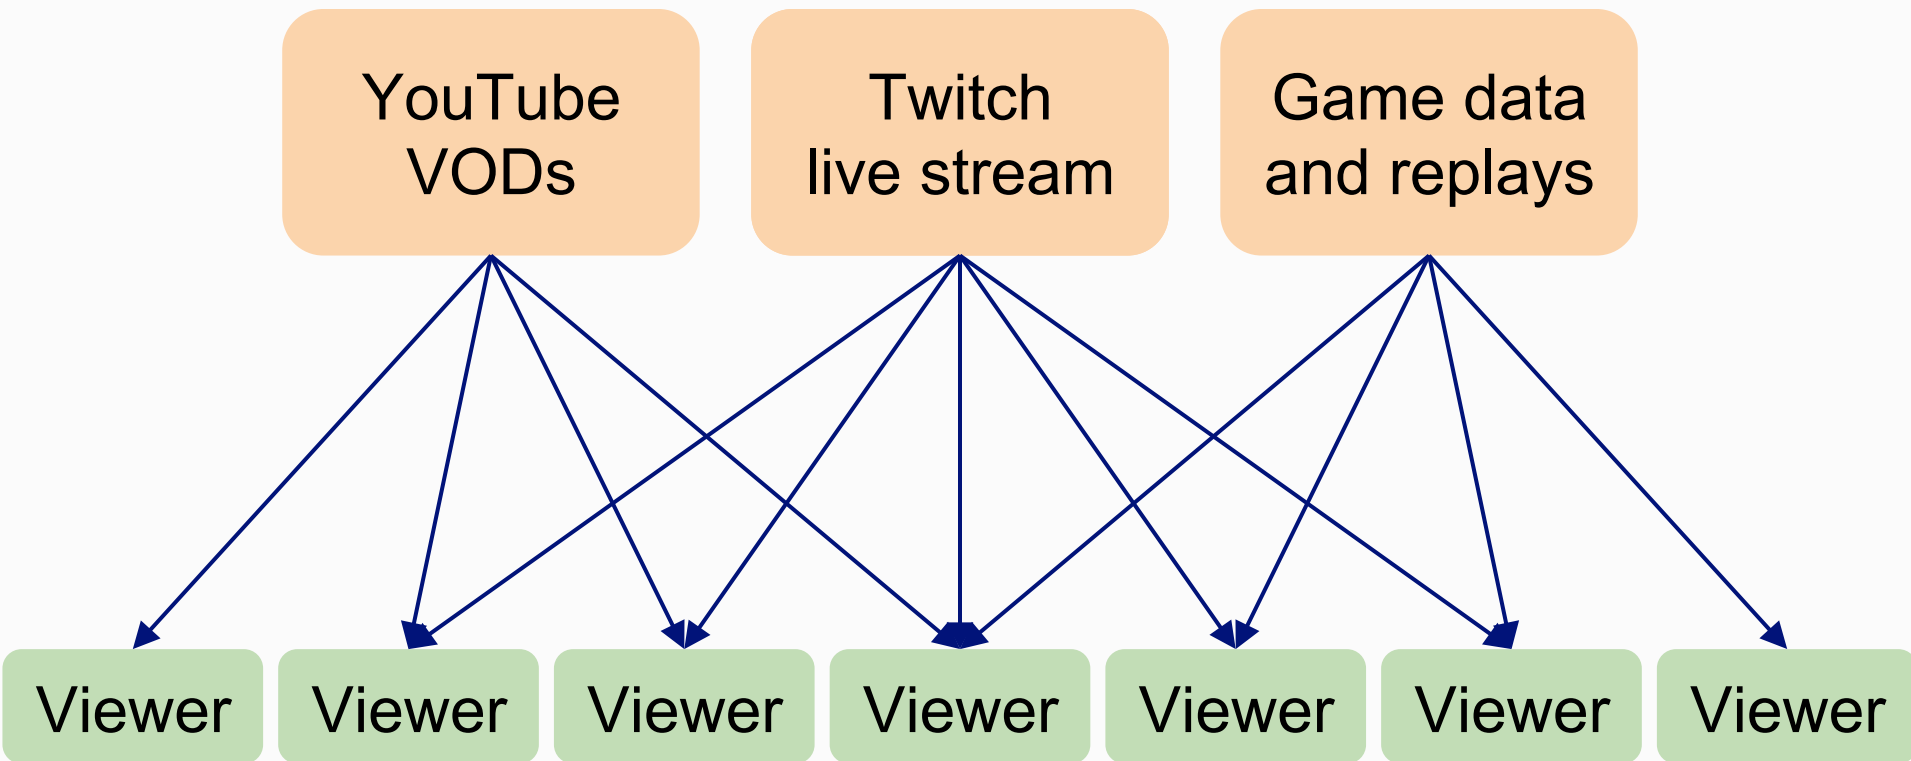 YouTube
VODs
Twitch
live stream
Game data
and replays
Viewer
Viewer
Viewer
Viewer
Viewer
Viewer
Viewer